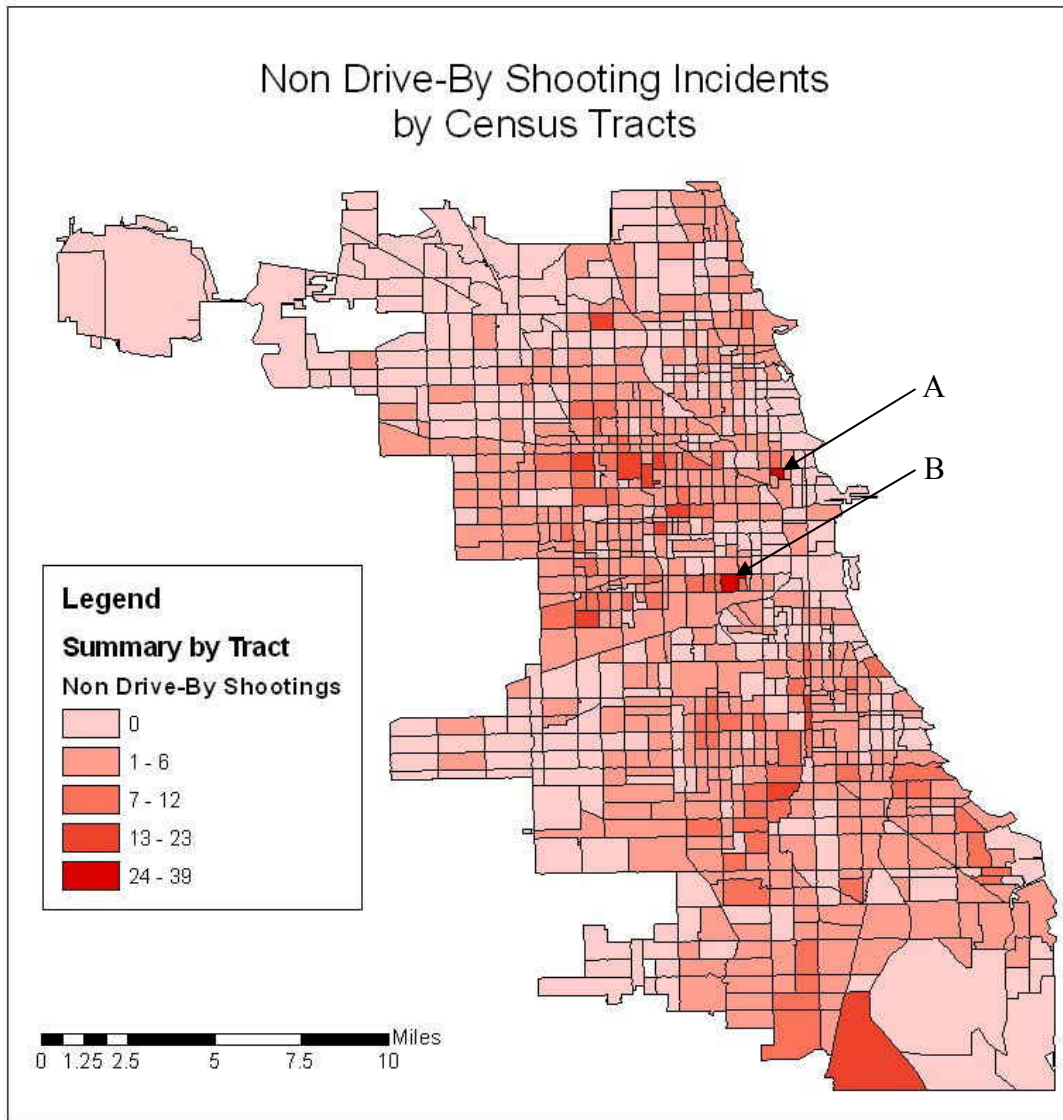 Non Drive-By Shooting Incidents
by Census Tracts
A
B
Legend
Summary by Tract
Non Drive-By Shootings
0
1 - 6
7 - 12
13 - 23
24 - 39
Miles
0 1.25 2.5 5 7.5 10